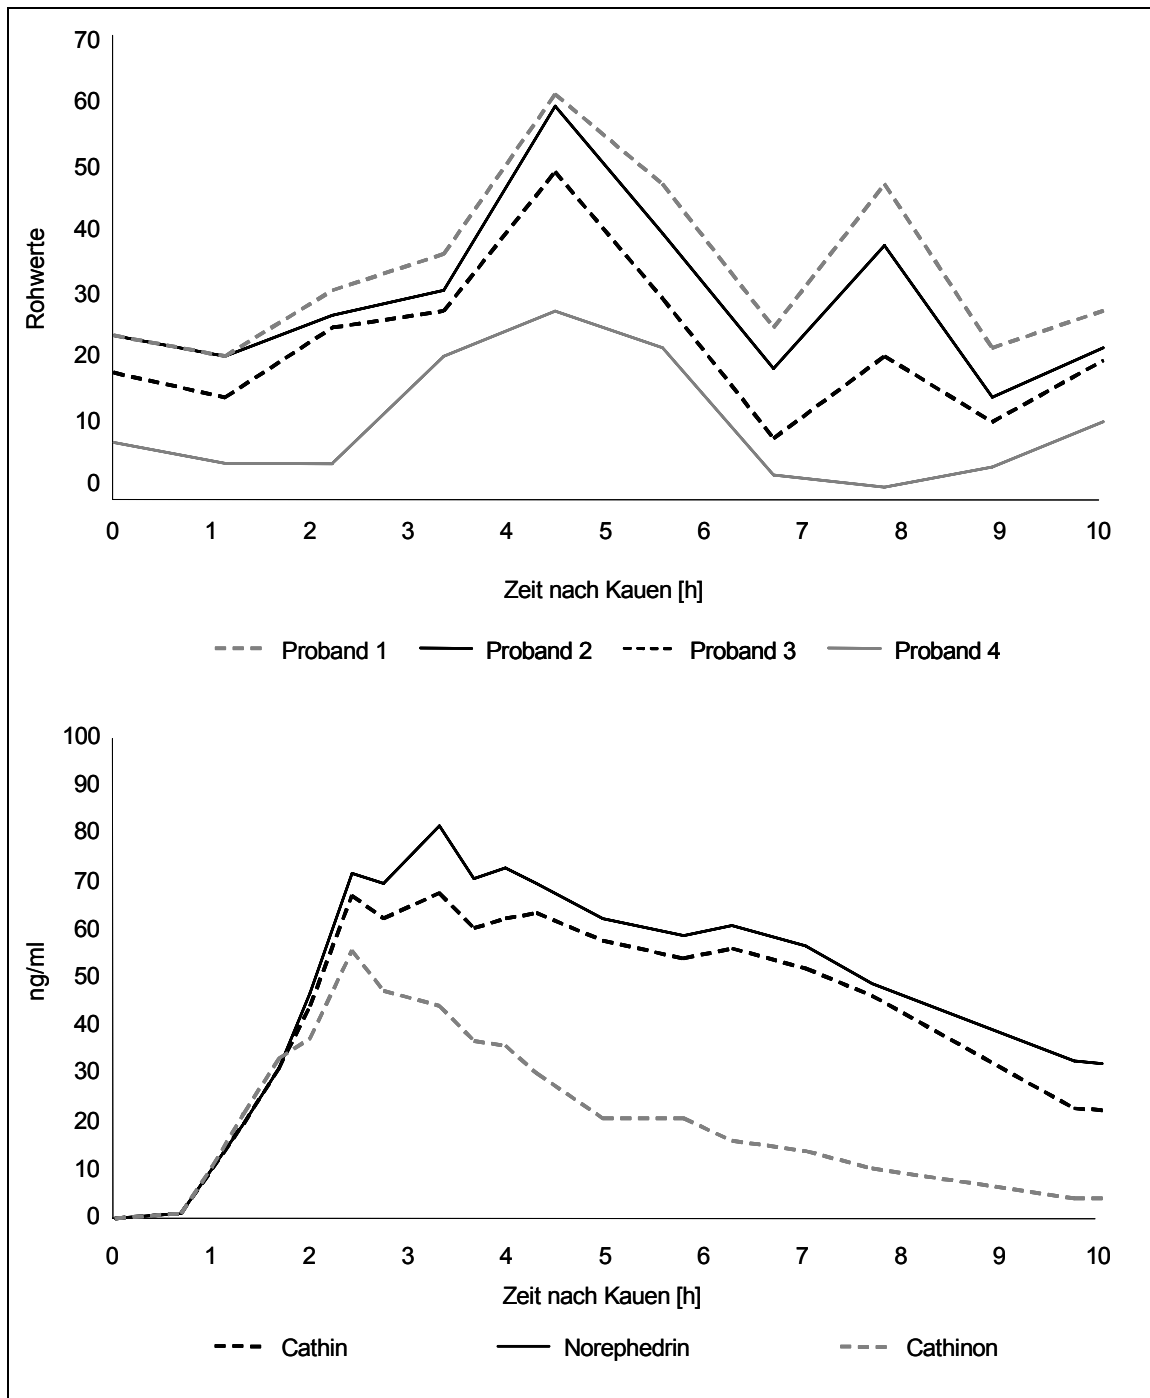 70
60
50
40
30
20
10
0
Rohwerte
0 1 2 3 4 5 6 7 8 9 10
Zeit nach Kauen [h]
Proband 1 Proband 2 Proband 3 Proband 4
100
90
80
70
60
50
40
30
20
10
0
ng/ml
0 1 2 3 4 5 6 7 8 9 10
Zeit nach Kauen [h]
Cathin Norephedrin Cathinon